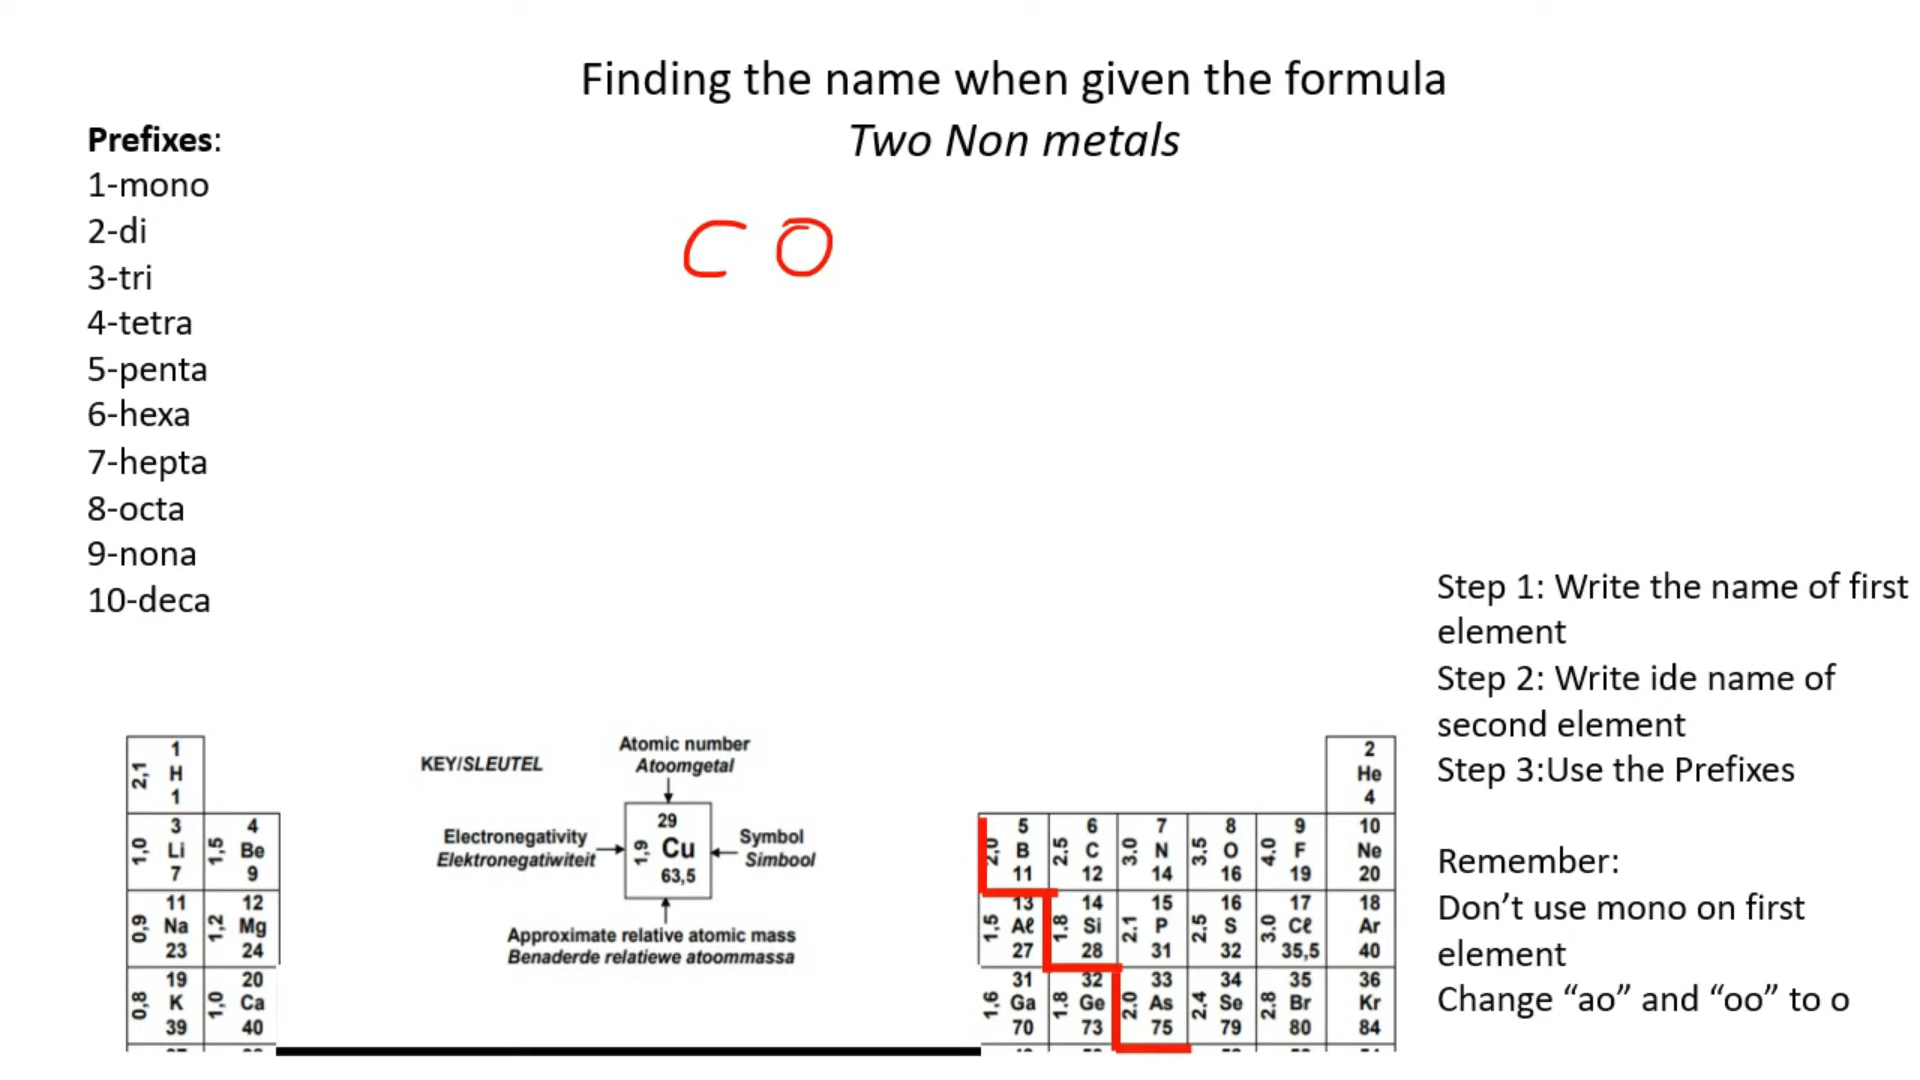 Finding the name when given the formula
Two Non metals
Prefixes:
1-mono
2-di
3-tri
4-tetra
5-penta
6-hexa
7-hepta
8-octa
9-nona
10-deca
C O
Step 1: Write the name of first
element
Step 2: Write ide name of
second element
Step 3:Use the Prefixes
Remember:
Don’t use mono on first
element
Change “ao” and “oo” to o
KEY/SLEUTEL
Atomic number
Atoomgetal
Electronegativity
Elektronegatiwiteit
29
1,9 Cu
63,5
Symbol
Simbool
Approximate relative atomic mass
Benaderde relatiewe atoommassa
1 2
2,1 H He
1 4
3 4 5 6 7 8 9 10
1,0 Li 1,5 Be 2,0 B 2,5 C 3,0 N 3,5 O 4,0 F Ne
7 9 11 12 14 16 19 20
11 12 13 14 15 16 17 18
0,9 Na 1,2 Mg 1,5 Aℓ 1,8 Si 2,1 P 2,5 S 3,0 Cℓ Ar
23 24 27 28 31 32 35,5 40
19 20 31 32 33 34 35 36
0,8 K 1,0 Ca 1,6 Ga 1,8 Ge 2,0 As 2,4 Se 2,8 Br Kr
39 40 70 73 75 79 80 84